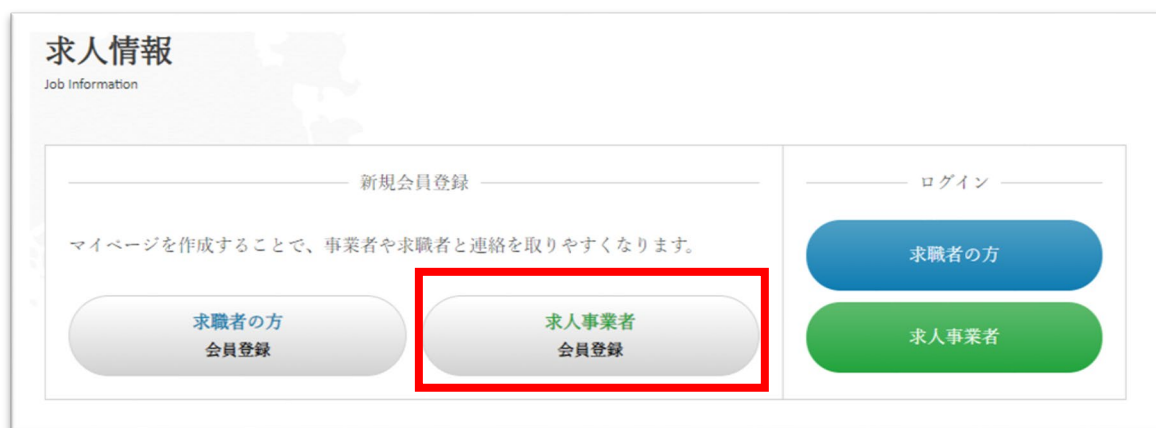 求人情報
Job Information
新規会員登録
マイページを作成することで、事業者や求職者と連絡を取りやすくなります。
求職者の方
会員登録
求人事業者
会員登録
ログイン
求職者の方
求人事業者